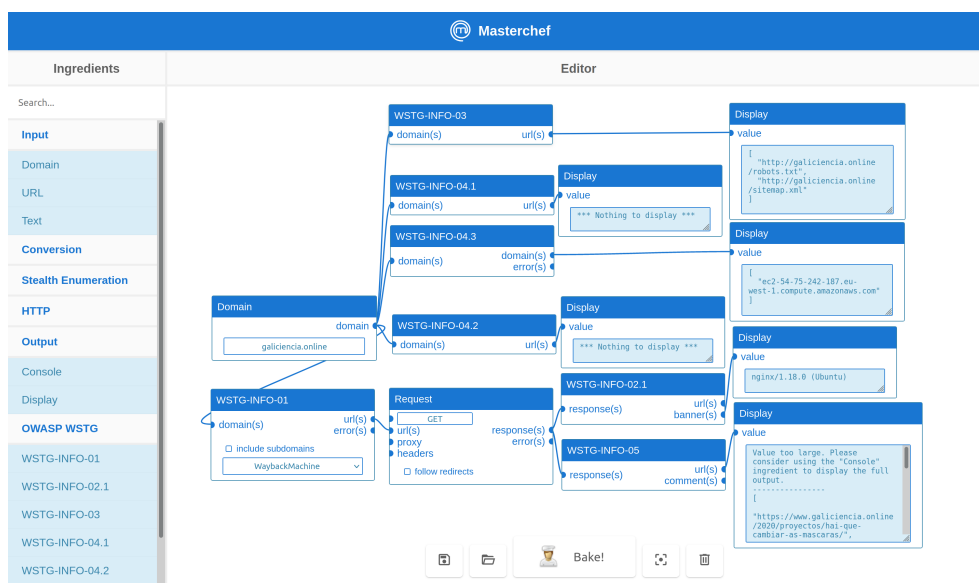 Masterchef
Ingredients
Editor
Search...
Input
Domain
URL
Text
Conversion
Stealth Enumeration
HTTP
Output
Console
Display
OWASP WSTG
WSTG-INFO-01
WSTG-INFO-02.1
WSTG-INFO-03
WSTG-INFO-04.1
WSTG-INFO-04.2
WSTG-INFO-03
domain(s) url(s)
Display
value
[
"http://galiciencia.online
/robots.txt",
"http://galiciencia.online
/sitemap.xml"
]
WSTG-INFO-04.1
domain(s) url(s)
Display
value
*** Nothing to display ***
WSTG-INFO-04.3
domain(s) domain(s)
error(s)
Display
value
[
"ec2-54-75-242-187.eu-
west-1.compute.amazonaws.com"
]
Domain
domain
galiciencia.online
WSTG-INFO-04.2
domain(s) url(s)
Display
value
*** Nothing to display ***
WSTG-INFO-01
domain(s) url(s)
error(s)
include subdomains
WaybackMachine
Request
GET
url(s) response(s)
proxy error(s)
headers
follow redirects
WSTG-INFO-02.1
response(s) url(s)
banner(s)
Display
value
nginx/1.18.0 (Ubuntu)
WSTG-INFO-05
response(s) url(s)
comment(s)
Display
value
Value too large. Please
consider using the "Console"
ingredient to display the full
output.
----------------
[
"https://www.galiciencia.online
/2020/proyectos/hai-que-
cambiar-as-mascaras/",
Bake!